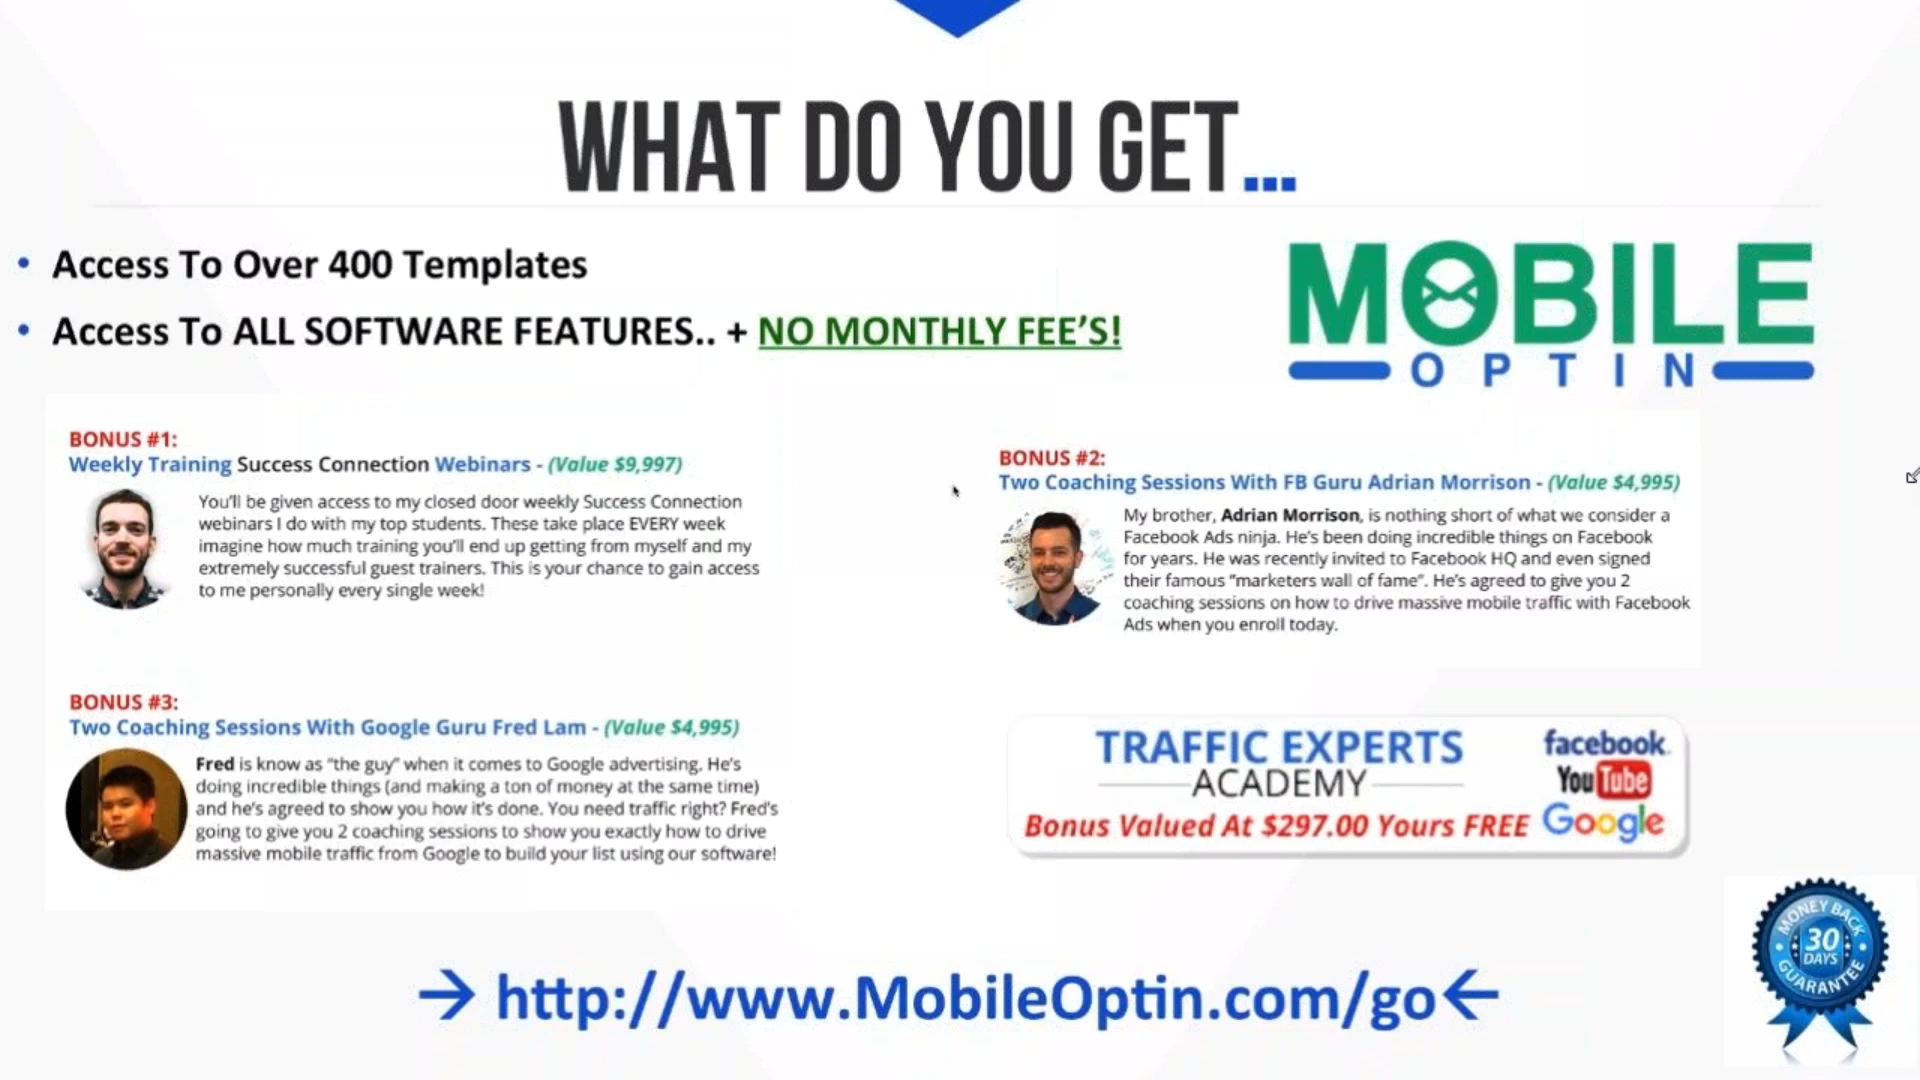 WHAT DO YOU GET...
• Access To Over 400 Templates
• Access To ALL SOFTWARE FEATURES.. + NO MONTHLY FEE'S!
MOBILE
OPTIN
BONUS #1:
Weekly Training Success Connection Webinars - (Value $9,997)
You'll be given access to my closed door weekly Success Connection
webinars I do with my top students. These take place EVERY week
imagine how much training you'll end up getting from myself and my
extremely successful guest trainers. This is your chance to gain access
to me personally every single week!
BONUS #2:
Two Coaching Sessions With FB Guru Adrian Morrison - (Value $4,995)
My brother, Adrian Morrison, is nothing short of what we consider a
Facebook Ads ninja. He's been doing incredible things on Facebook
for years. He was recently invited to Facebook HQ and even signed
their famous "marketers wall of fame". He's agreed to give you 2
coaching sessions on how to drive massive mobile traffic with Facebook
Ads when you enroll today.
BONUS #3:
Two Coaching Sessions With Google Guru Fred Lam - (Value $4,995)
Fred is know as "the guy" when it comes to Google advertising. He's
doing incredible things (and making a ton of money at the same time)
and he's agreed to show you how it's done. You need traffic right? Fred's
going to give you 2 coaching sessions to show you exactly how to drive
massive mobile traffic from Google to build your list using our software!
TRAFFIC EXPERTS
ACADEMY
Bonus Valued At $297.00 Yours FREE
facebook
YouTube
Google
→ http://www.MobileOptin.com/go←
MONEY BACK
30
DAYS
GUARANTEE